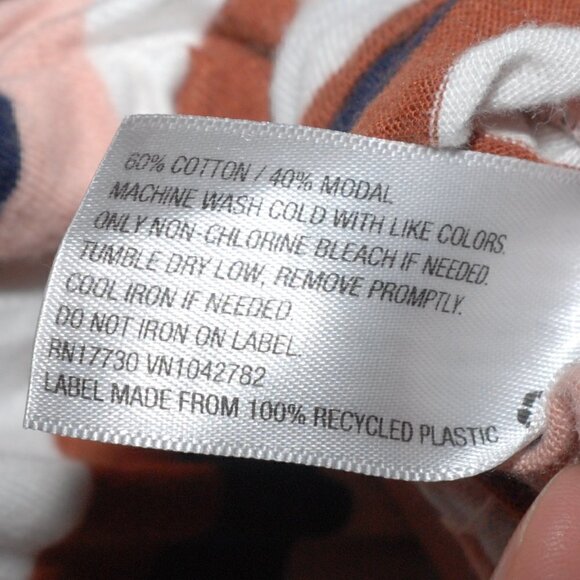 60% COTTON / 40% MODAL
MACHINE WASH COLD WITH LIKE COLORS.
ONLY NON-CHLORINE BLEACH IF NEEDED.
TUMBLE DRY LOW, REMOVE PROMPTLY.
COOL IRON IF NEEDED
DO NOT IRON ON LABEL.
RN17730 VN1042782
LABEL MADE FROM 100% RECYCLED PLASTIC